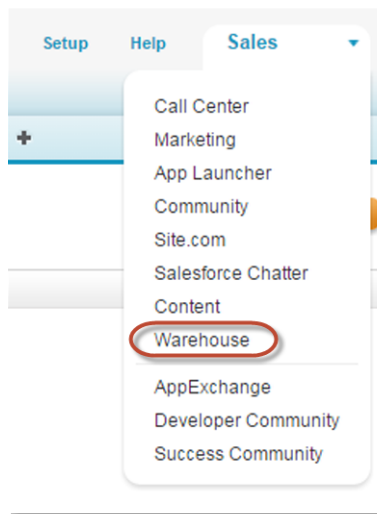 Setup Help Sales
Call Center
Marketing
App Launcher
Community
Site.com
Salesforce Chatter
Content
Warehouse
AppExchange
Developer Community
Success Community